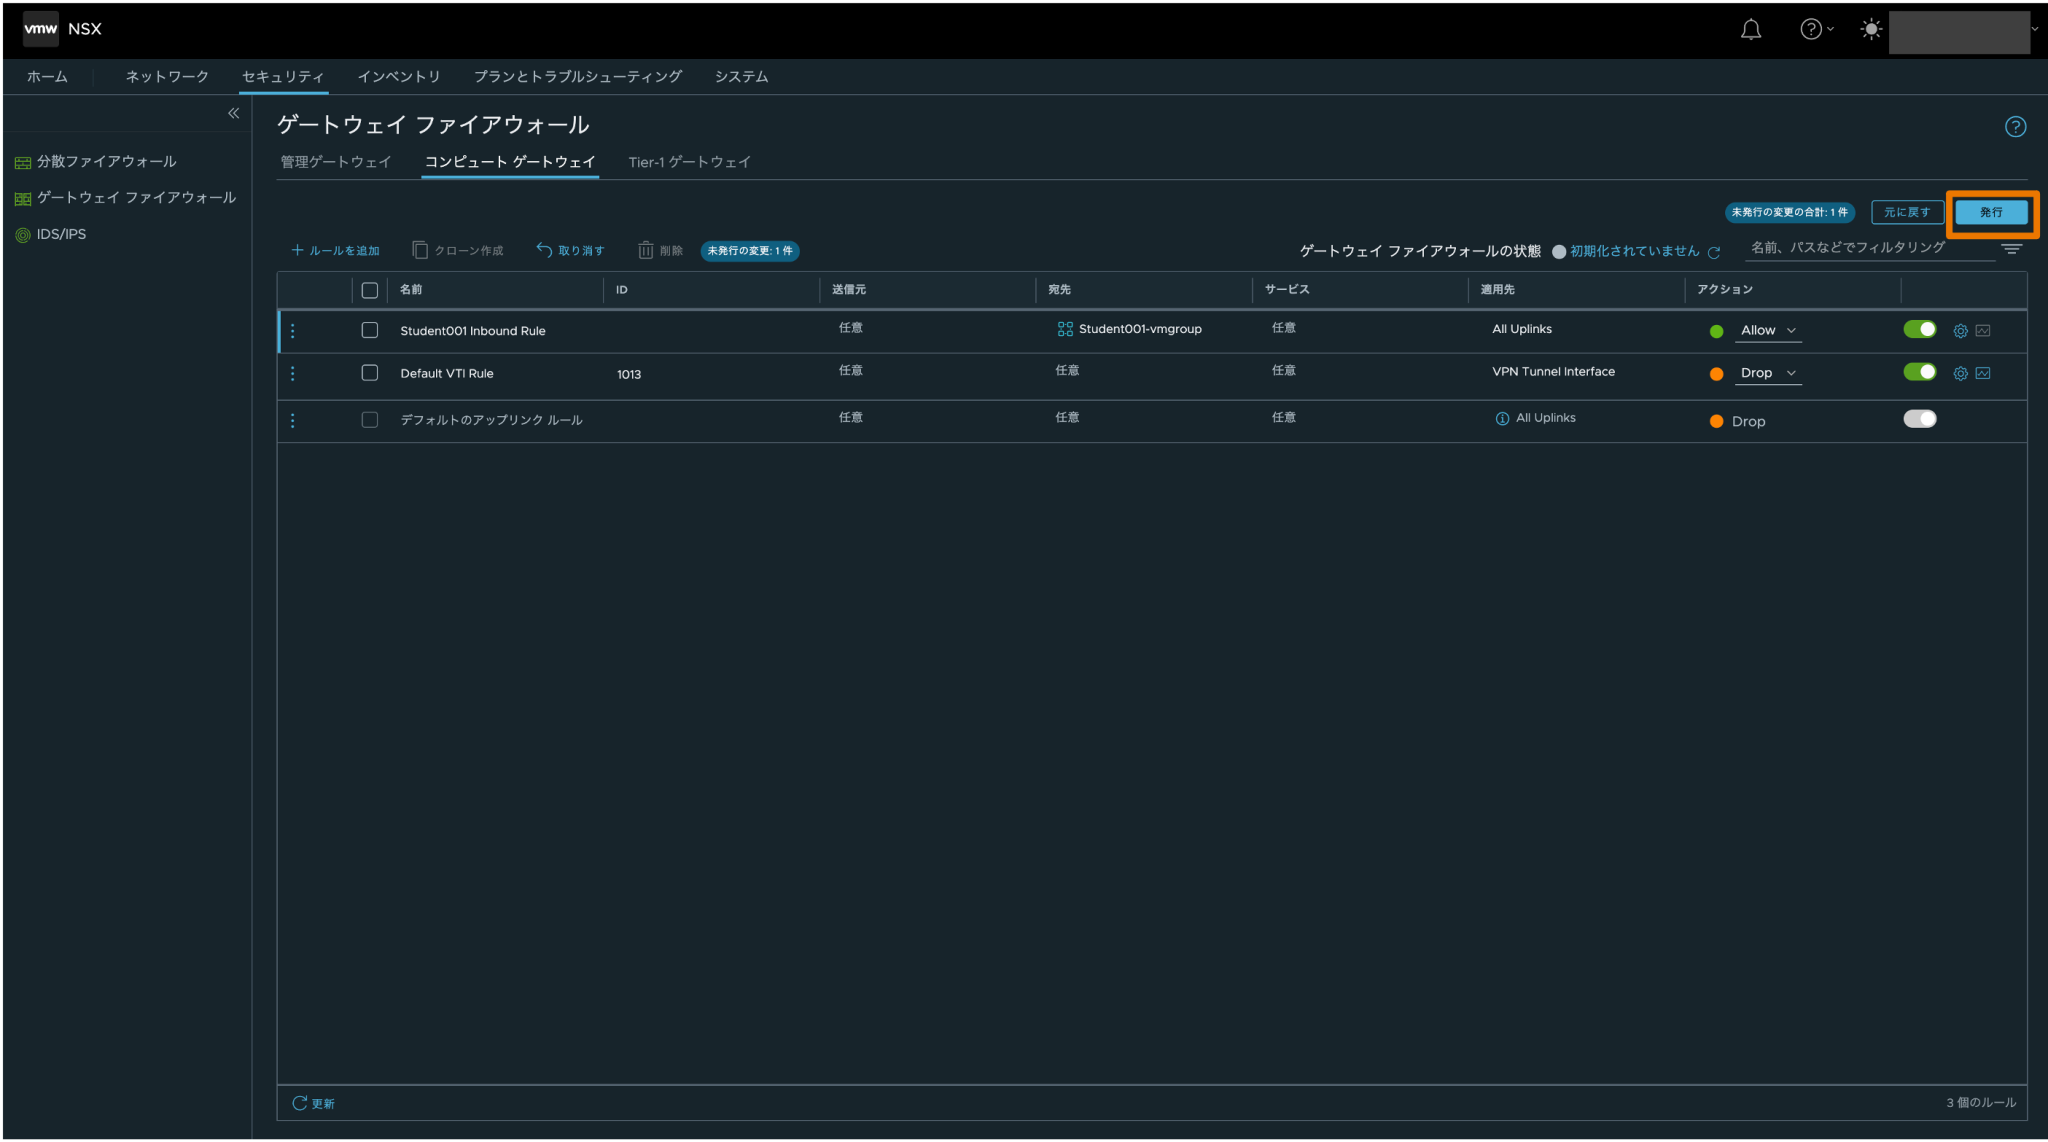 vmw NSX
ホーム ネットワーク セキュリティ インベントリ プランとトラブルシューティング システム
分散ファイアウォール
ゲートウェイ ファイアウォール
IDS/IPS
ゲートウェイ ファイアウォール
管理ゲートウェイ コンピュート ゲートウェイ Tier-1 ゲートウェイ
未発行の変更の合計: 1 件 元に戻す 発行
ルールを追加 クローン作成 取り消す 削除 未発行の変更: 1 件 ゲートウェイ ファイアウォールの状態 初期化されていません 名前、パスなどでフィルタリング
名前 ID 送信元 宛先 サービス 適用先 アクション
Student001 Inbound Rule 任意 Student001-vmgroup 任意 All Uplinks Allow
Default VTI Rule 1013 任意 任意 任意 VPN Tunnel Interface Drop
デフォルトのアップリンク ルール 任意 任意 任意 All Uplinks Drop
更新 3 個のルール